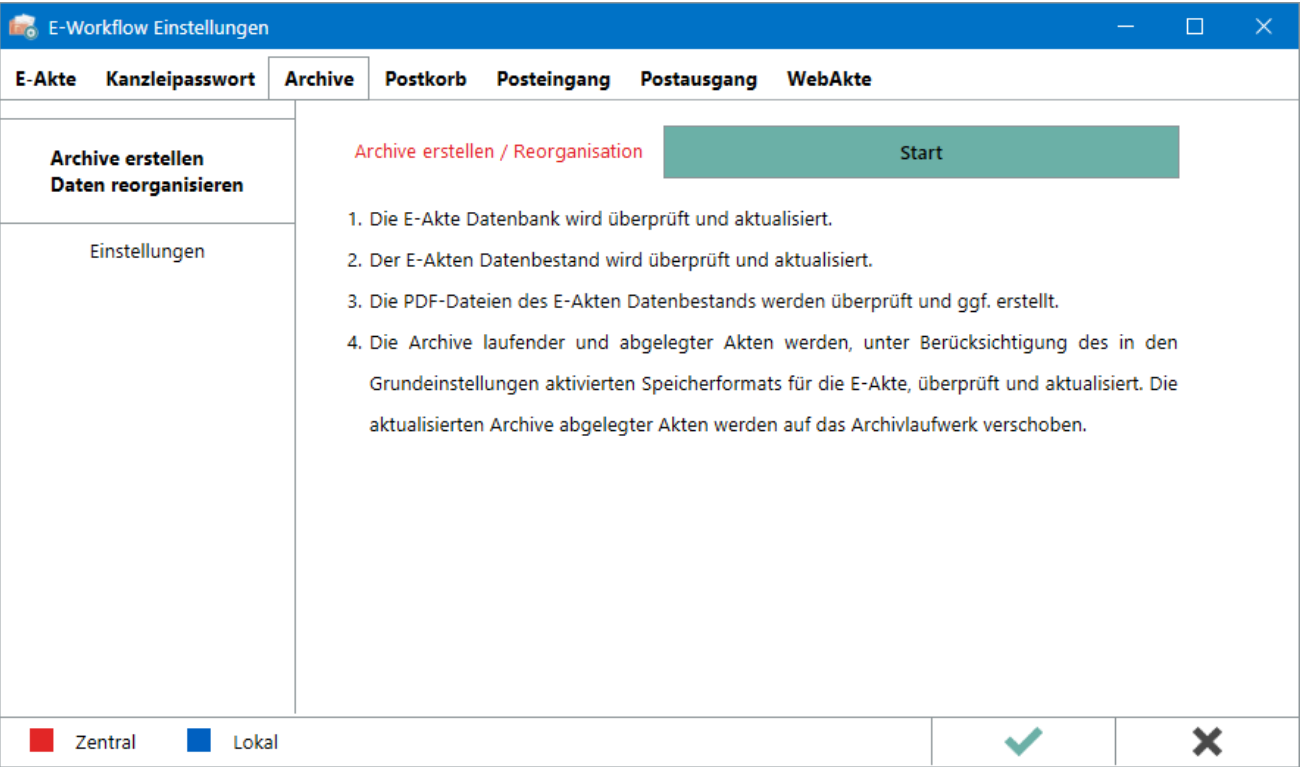 E-Workflow Einstellungen
E-Akte Kanzleipasswort Archive Postkorb Posteingang Postausgang WebAkte
Archive erstellen
Daten reorganisieren
Einstellungen
Archive erstellen / Reorganisation Start
1. Die E-Akte Datenbank wird überprüft und aktualisiert.
2. Der E-Akten Datenbestand wird überprüft und aktualisiert.
3. Die PDF-Dateien des E-Akten Datenbestands werden überprüft und ggf. erstellt.
4. Die Archive laufender und abgelegter Akten werden, unter Berücksichtigung des in den
Grundeinstellungen aktivierten Speicherformats für die E-Akte, überprüft und aktualisiert. Die
aktualisierten Archive abgelegter Akten werden auf das Archivlaufwerk verschoben.
Zentral Lokal